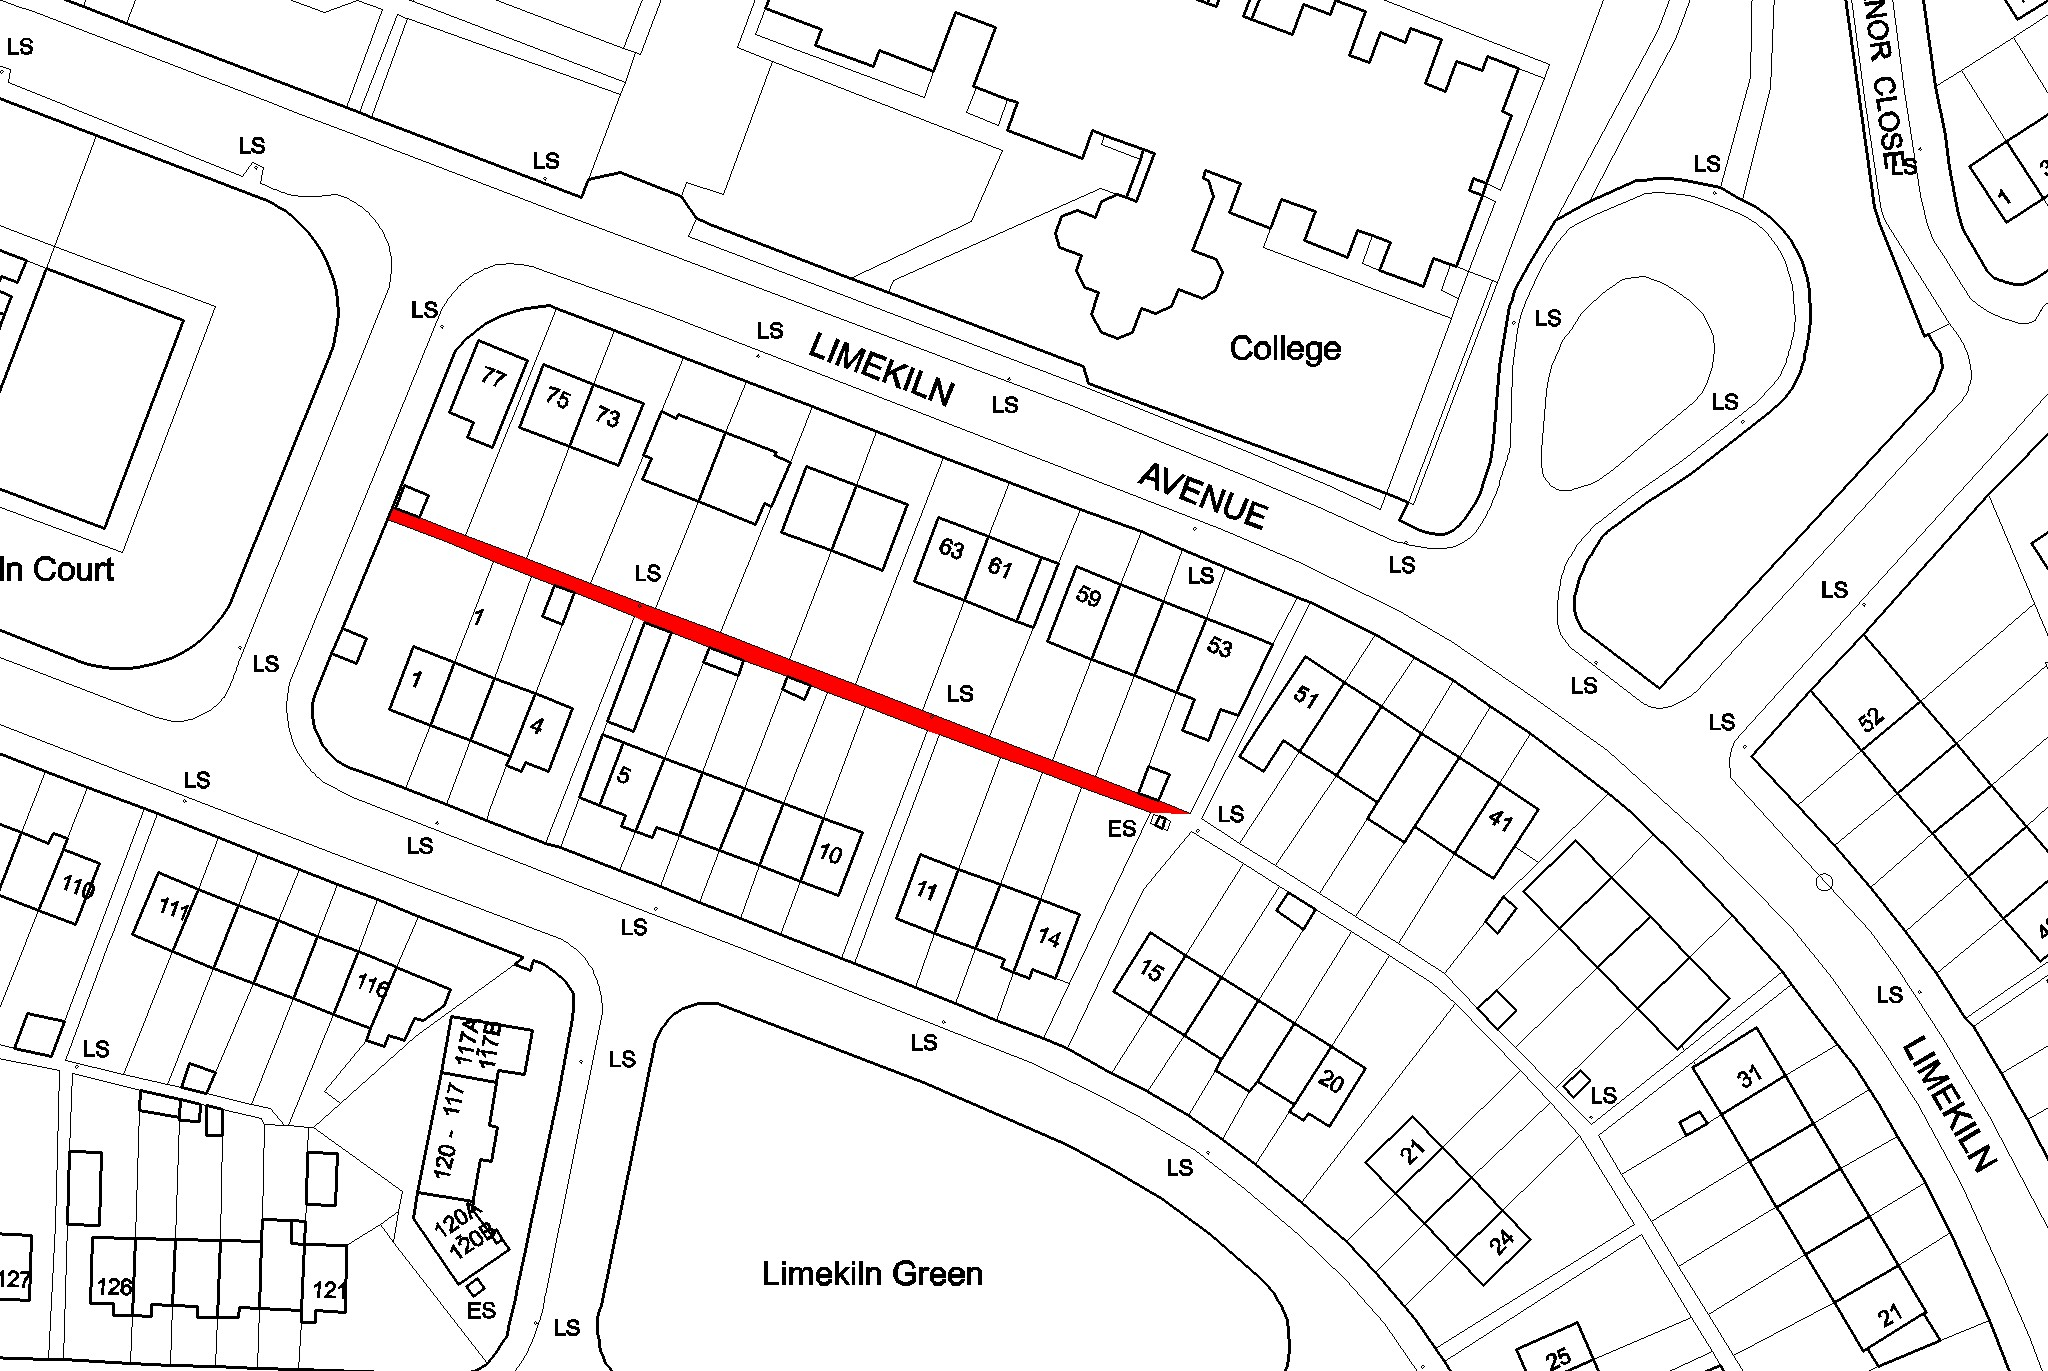 LS
LS
LS
LS
NOR CLOSE
LS
1
LS
LIMEKILN
LS
LS
College
LS
LS
77
75
73
AVENUE
LS
LS
ln Court
LS
63
61
59
LS
53
LS
1
LS
1
4
LS
51
LS
LS
52
LS
5
10
ES
LS
41
LS
110
111
116
11
14
LS
15
20
LS
LS
117A
117B
LS
LS
117
120 -
120A
120B
LIMEKILN
31
LS
21
24
LS
127
126
121
ES
LS
Limekiln Green
21
25